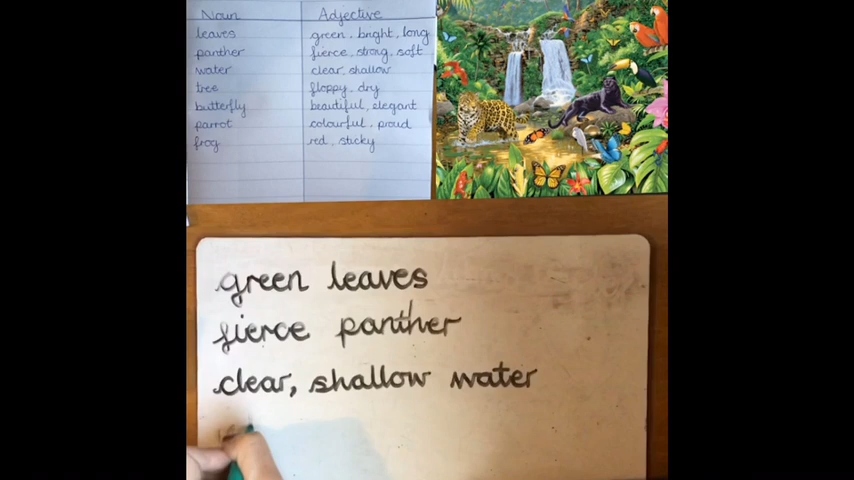 Noun Adjective
leaves green, bright, long
panther fierce, strong, soft
water clear, shallow
tree floppy, dry
butterfly beautiful, elegant
parrot colourful, proud
frog red, sticky
green leaves
fierce panther
clear, shallow water